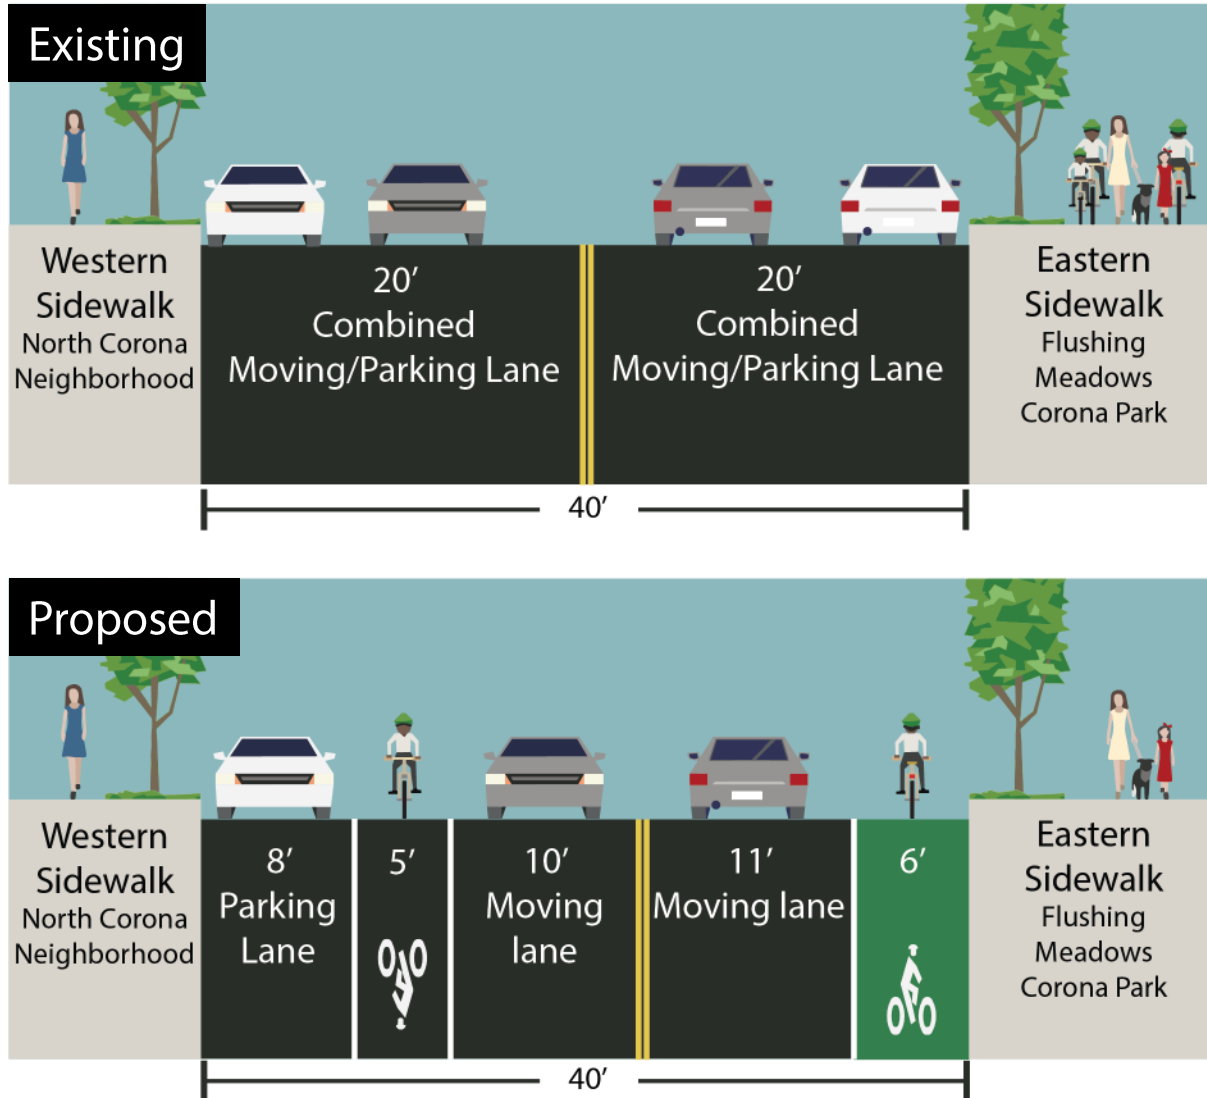 Existing
Western
Sidewalk
North Corona
Neighborhood
20’
Combined
Moving/Parking Lane
20’
Combined
Moving/Parking Lane
Eastern
Sidewalk
Flushing
Meadows
Corona Park
40’
Proposed
Western
Sidewalk
North Corona
Neighborhood
8’
Parking
Lane
5’
10’
Moving
lane
11’
Moving lane
6’
Eastern
Sidewalk
Flushing
Meadows
Corona Park
40’